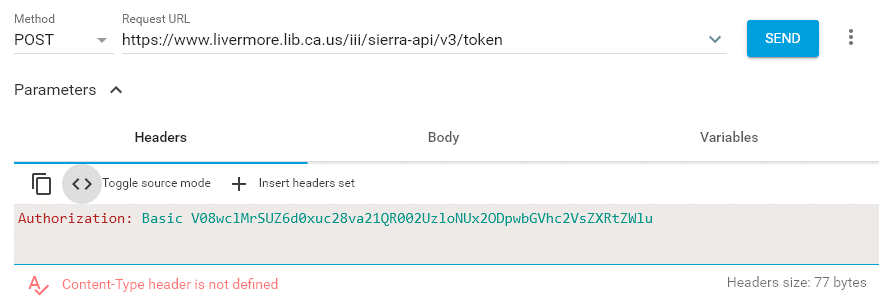 Method
Request URL
POST
https://www.livermore.lib.ca.us/iii/sierra-api/v3/token
SEND
Parameters
Headers
Body
Variables
Toggle source mode
Insert headers set
Authorization: Basic V08wclMrSUZ6d0xuc28va21QR002UzloNUx2ODpwbGVhc2VsZXRtZWlu
Content-Type header is not defined
Headers size: 77 bytes